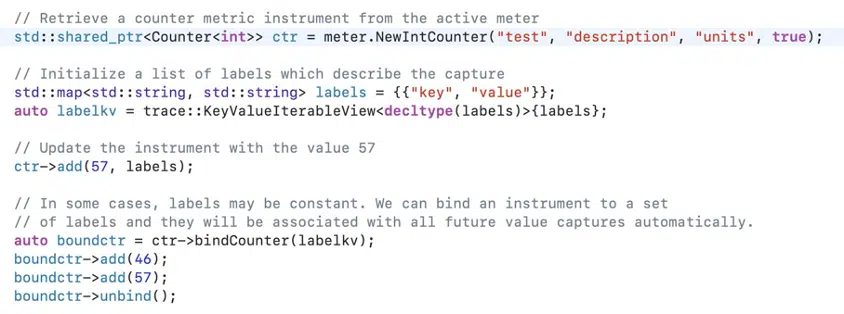 // Retrieve a counter metric instrument from the active meter
std::shared_ptr<Counter<int>> ctr = meter.NewIntCounter("test", "description", "units", true);
// Initialize a list of labels which describe the capture
std::map<std::string, std::string> labels = {{"key", "value"}};
auto labelkv = trace::KeyValueIterableView<decltype(labels)>{labels};
// Update the instrument with the value 57
ctr->add(57, labels);
// In some cases, labels may be constant. We can bind an instrument to a set
// of labels and they will be associated with all future value captures automatically.
auto boundctr = ctr->bindCounter(labelkv);
boundctr->add(46);
boundctr->add(57);
boundctr->unbind();